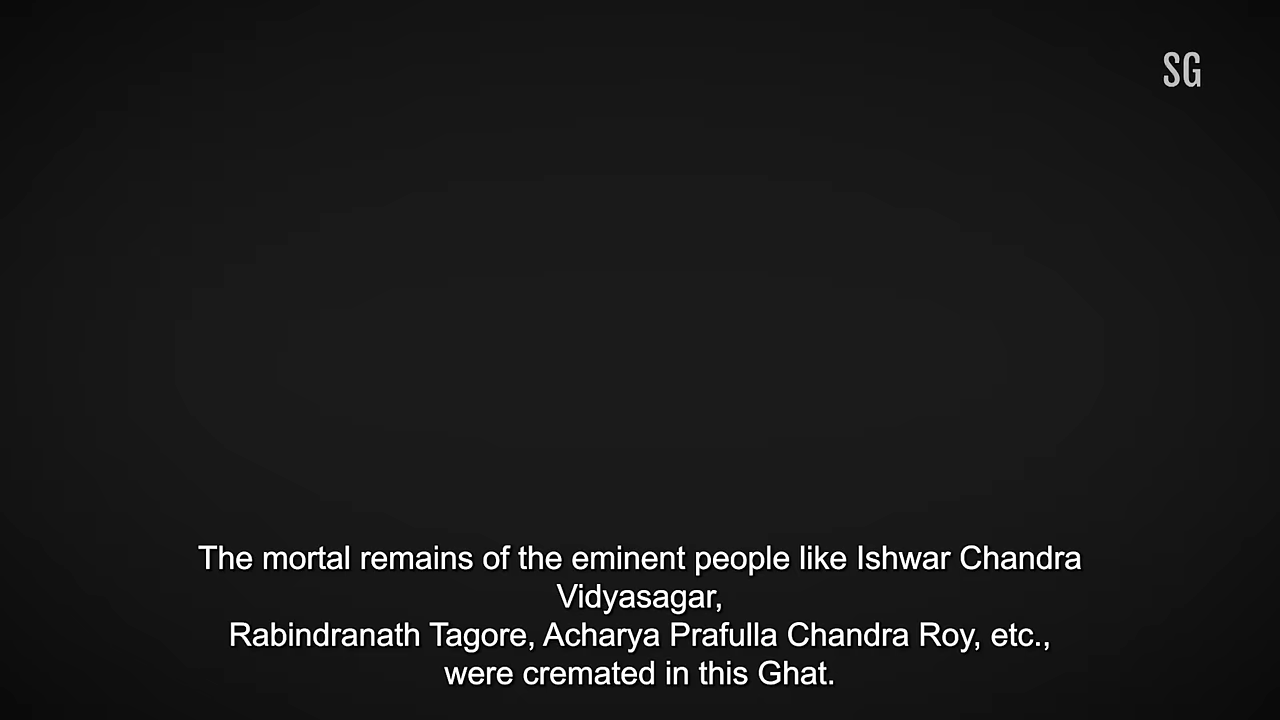 SG
The mortal remains of the eminent people like Ishwar Chandra
Vidyasagar,
Rabindranath Tagore, Acharya Prafulla Chandra Roy, etc.,
were cremated in this Ghat.